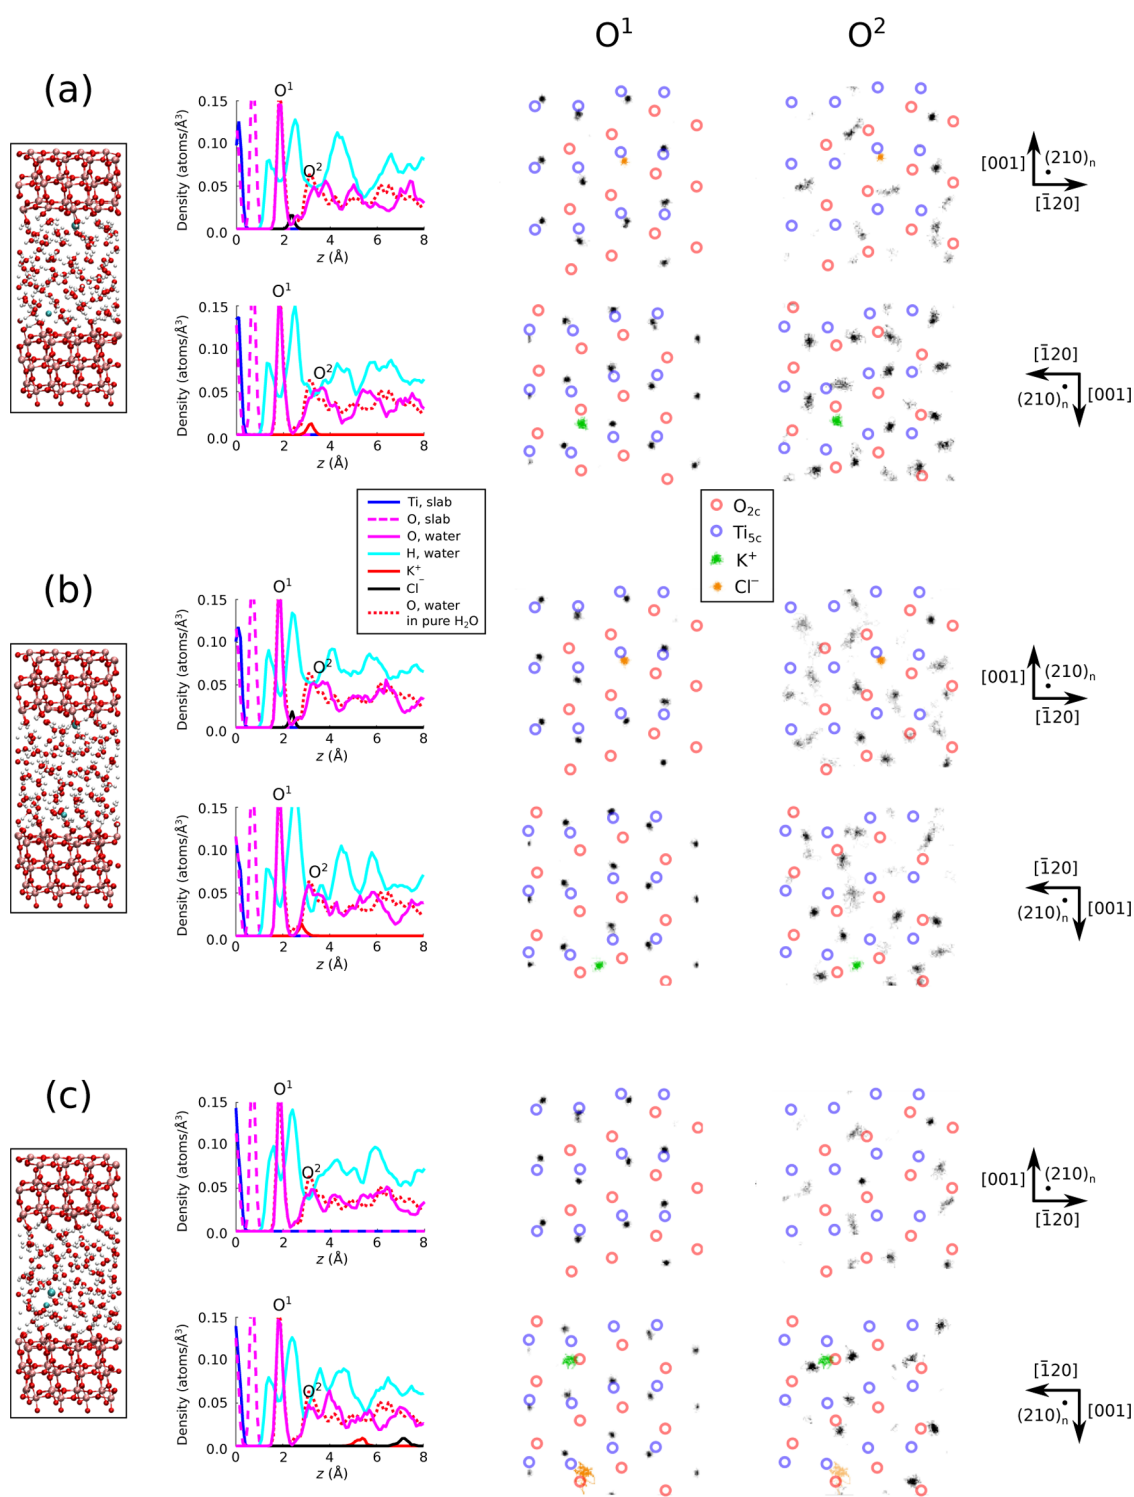 O¹ O²
(a)
O¹
0.15
0.10
0.05
0.0
Density (atoms/Å³)
O²
0 2 4 6 8
z (Å)
[001] (210)ₙ
[1̄20]
O¹
0.15
0.10
0.05
0.0
Density (atoms/Å³)
O²
0 2 4 6 8
z (Å)
[1̄20]
(210)ₙ [001]
Ti, slab
O, slab
O, water
H, water
K⁺
Cl⁻
O, water
in pure H₂O
O₂c
Ti₅c
K⁺
Cl⁻
(b)
O¹
0.15
0.10
0.05
0.0
Density (atoms/Å³)
O²
0 2 4 6 8
z (Å)
[001] (210)ₙ
[1̄20]
O¹
0.15
0.10
0.05
0.0
Density (atoms/Å³)
O²
0 2 4 6 8
z (Å)
[1̄20]
(210)ₙ [001]
(c)
O¹
0.15
0.10
0.05
0.0
Density (atoms/Å³)
O²
0 2 4 6 8
z (Å)
[001] (210)ₙ
[1̄20]
O¹
0.15
0.10
0.05
0.0
Density (atoms/Å³)
O²
0 2 4 6 8
z (Å)
[1̄20]
(210)ₙ [001]